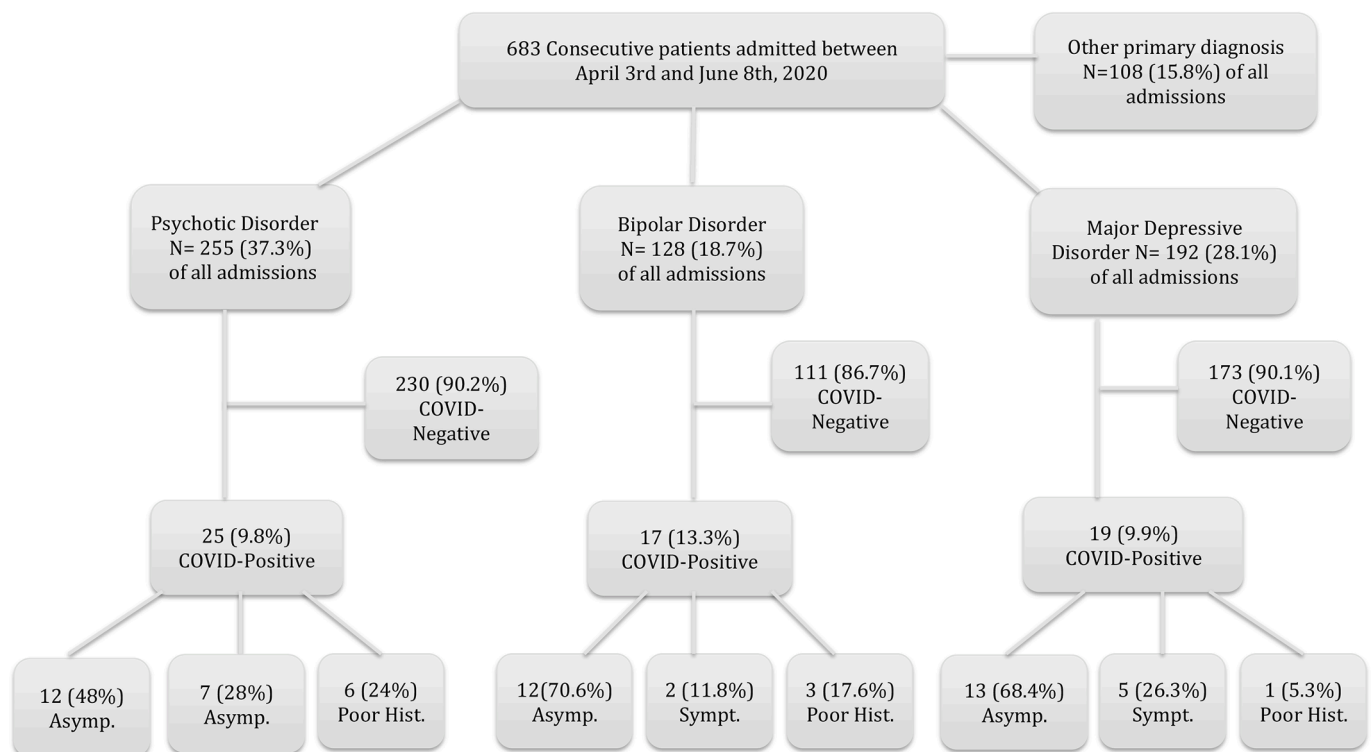 683 Consecutive patients admitted between
April 3rd and June 8th, 2020
Other primary diagnosis
N=108 (15.8%) of all
admissions
Psychotic Disorder
N= 255 (37.3%)
of all admissions
Bipolar Disorder
N= 128 (18.7%)
of all admissions
Major Depressive
Disorder N= 192 (28.1%)
of all admissions
230 (90.2%)
COVID-
Negative
111 (86.7%)
COVID-
Negative
173 (90.1%)
COVID-
Negative
25 (9.8%)
COVID-Positive
17 (13.3%)
COVID-Positive
19 (9.9%)
COVID-Positive
12 (48%)
Asymp.
7 (28%)
Asymp.
6 (24%)
Poor Hist.
12(70.6%)
Asymp.
2 (11.8%)
Sympt.
3 (17.6%)
Poor Hist.
13 (68.4%)
Asymp.
5 (26.3%)
Sympt.
1 (5.3%)
Poor Hist.